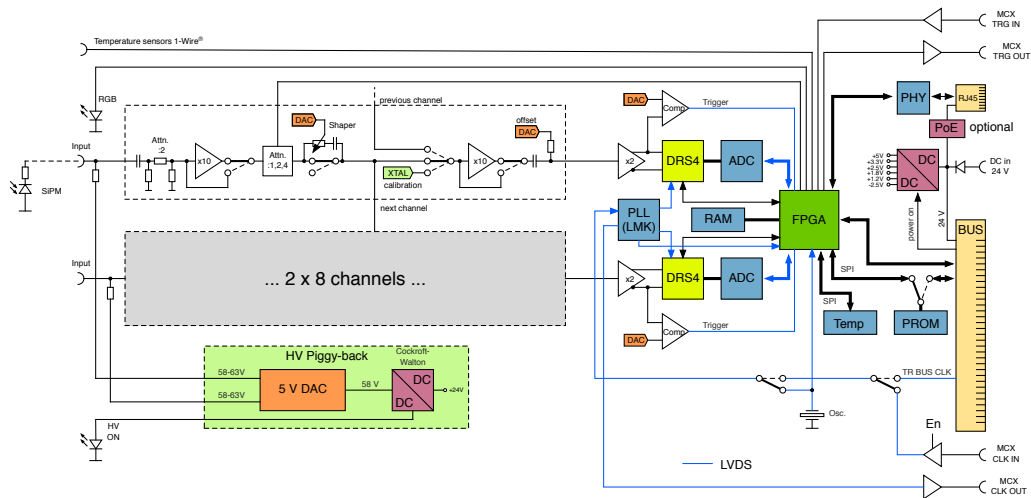 MCX
TRG IN
Temperature sensors 1-Wire®
MCX
TRG OUT
RGB
previous channel
DAC
Shaper
DAC
Comp
Trigger
PHY
RJ45
PoE
optional
Input
Attn.
:2
x10
Attn.
:1,2,4
offset
DAC
XTAL
calibration
x10
x2
DRS4
ADC
+5V
+3.3V
+2.5V
+1.8V
+1.2V
-2.5V
DC
DC
DC in
24 V
SiPM
next channel
PLL
(LMK)
RAM
FPGA
power on
24 V
BUS
Input
... 2 x 8 channels ...
x2
DRS4
ADC
SPI
SPI
Temp
PROM
DAC
Comp
Trigger
HV Piggy-back
Cockroft-
Walton
58-63V
58-63V
5 V DAC
58 V
DC
DC
+24V
TR BUS CLK
HV
ON
Osc.
En
MCX
CLK IN
LVDS
MCX
CLK OUT